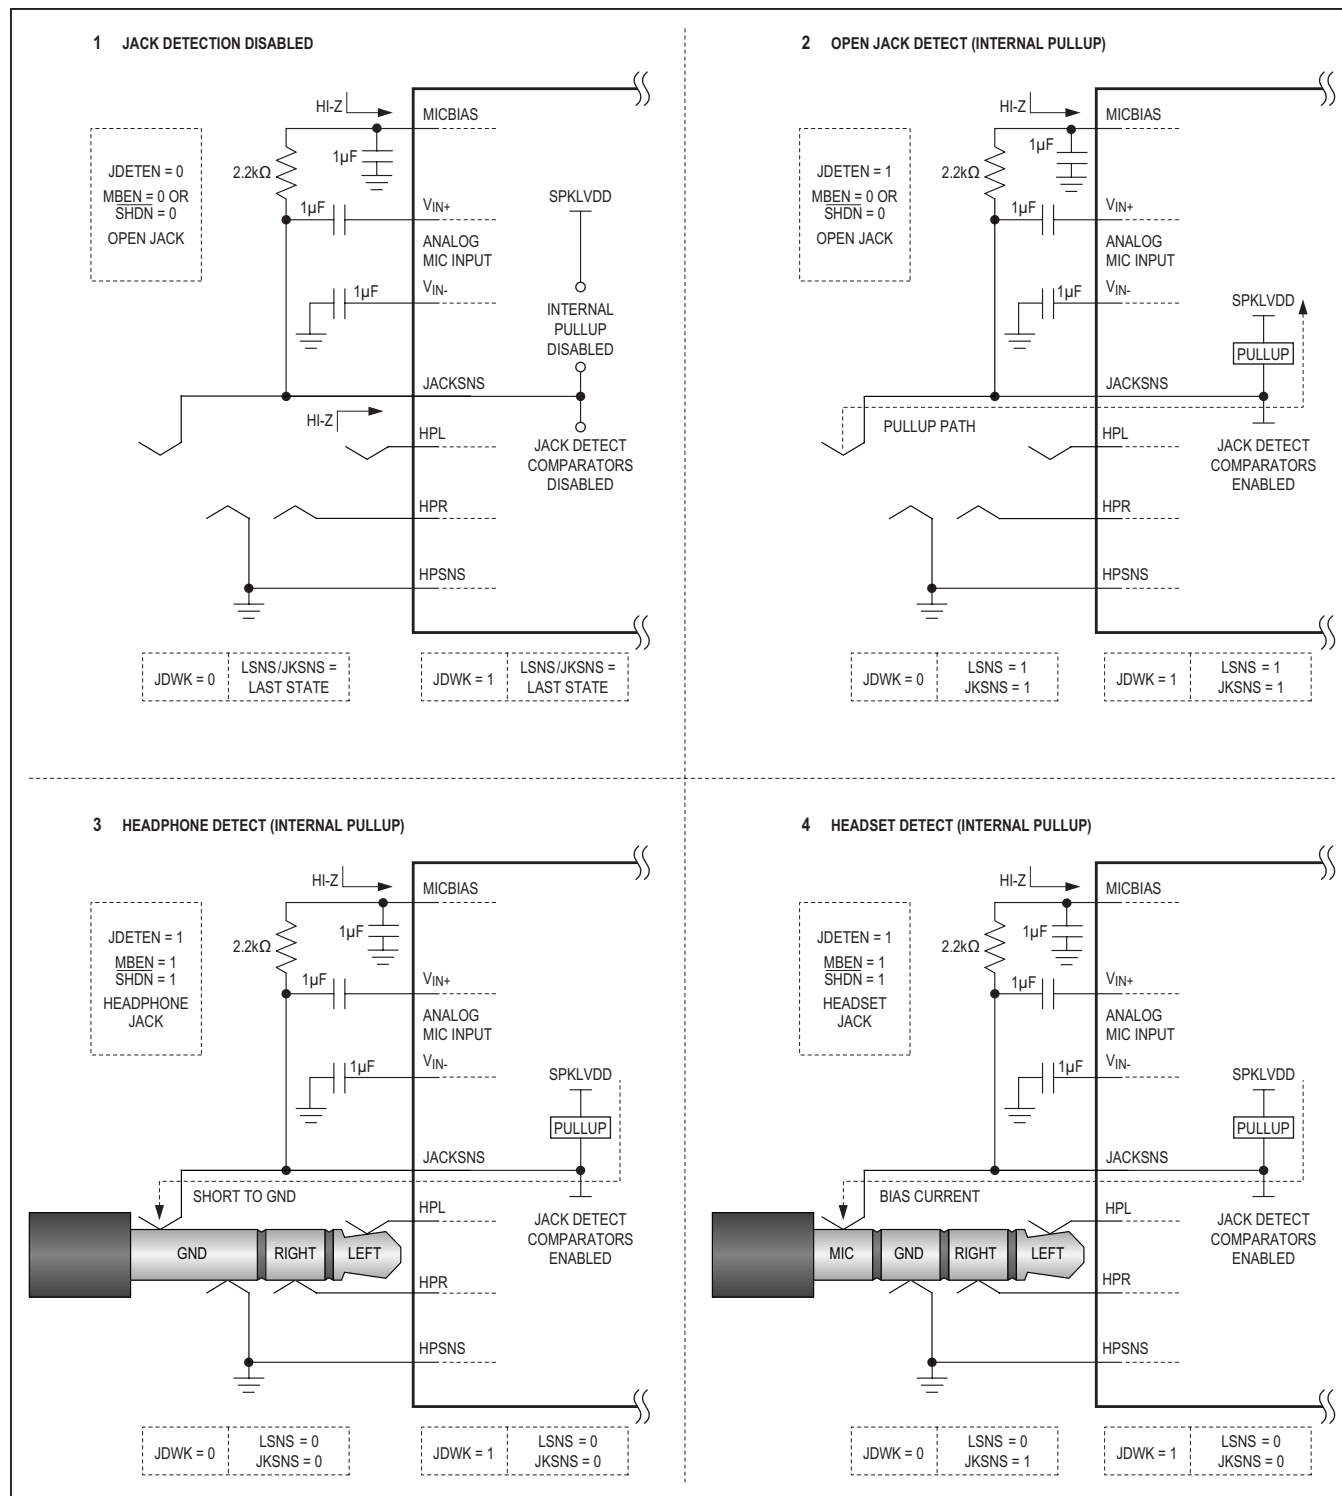 1 JACK DETECTION DISABLED
HI-Z
MICBIAS
1µF
2.2kΩ
JDETEN = 0
MBEN = 0 OR
SHDN = 0
OPEN JACK
1µF
VIN+
ANALOG
MIC INPUT
1µF
VIN-
SPKLVDD
INTERNAL
PULLUP
DISABLED
JACKSNS
HI-Z
HPL
JACK DETECT
COMPARATORS
DISABLED
HPR
HPSNS
JDWK = 0
LSNS/JKSNS =
LAST STATE
JDWK = 1
LSNS/JKSNS =
LAST STATE
2 OPEN JACK DETECT (INTERNAL PULLUP)
HI-Z
MICBIAS
1µF
2.2kΩ
JDETEN = 1
MBEN = 0 OR
SHDN = 0
OPEN JACK
1µF
VIN+
ANALOG
MIC INPUT
1µF
VIN-
SPKLVDD
PULLUP
JACKSNS
PULLUP PATH
HPL
JACK DETECT
COMPARATORS
ENABLED
HPR
HPSNS
JDWK = 0
LSNS = 1
JKSNS = 1
JDWK = 1
LSNS = 1
JKSNS = 1
3 HEADPHONE DETECT (INTERNAL PULLUP)
HI-Z
MICBIAS
1µF
2.2kΩ
JDETEN = 1
MBEN = 1
SHDN = 1
HEADPHONE
JACK
1µF
VIN+
ANALOG
MIC INPUT
1µF
VIN-
SPKLVDD
PULLUP
JACKSNS
SHORT TO GND
HPL
JACK DETECT
COMPARATORS
ENABLED
GND RIGHT LEFT
HPR
HPSNS
JDWK = 0
LSNS = 0
JKSNS = 0
JDWK = 1
LSNS = 0
JKSNS = 0
4 HEADSET DETECT (INTERNAL PULLUP)
HI-Z
MICBIAS
1µF
2.2kΩ
JDETEN = 1
MBEN = 1
SHDN = 1
HEADSET
JACK
1µF
VIN+
ANALOG
MIC INPUT
1µF
VIN-
SPKLVDD
PULLUP
JACKSNS
BIAS CURRENT
HPL
JACK DETECT
COMPARATORS
ENABLED
MIC GND RIGHT LEFT
HPR
HPSNS
JDWK = 0
LSNS = 0
JKSNS = 1
JDWK = 1
LSNS = 0
JKSNS = 0